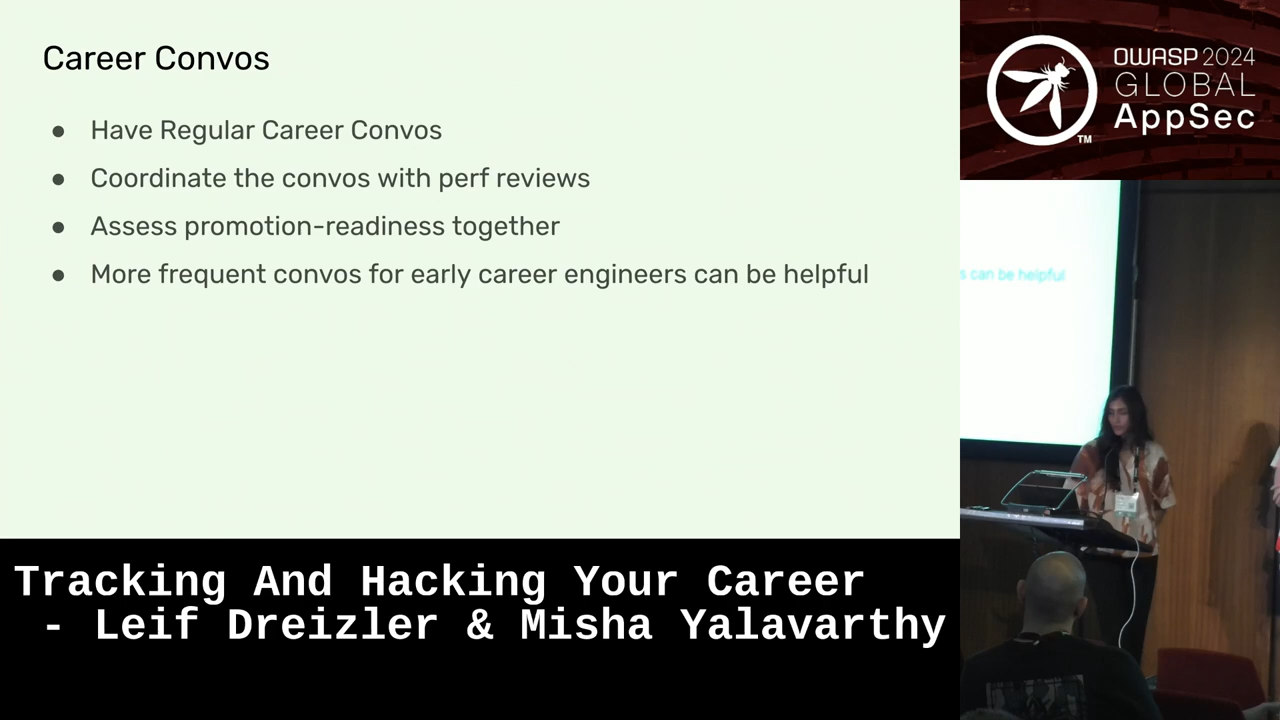 Career Convos
● Have Regular Career Convos
● Coordinate the convos with perf reviews
● Assess promotion-readiness together
● More frequent convos for early career engineers can be helpful
OWASP 2024
GLOBAL
AppSec
TM
s can be helpful
Tracking And Hacking Your Career
- Leif Dreizler & Misha Yalavarthy